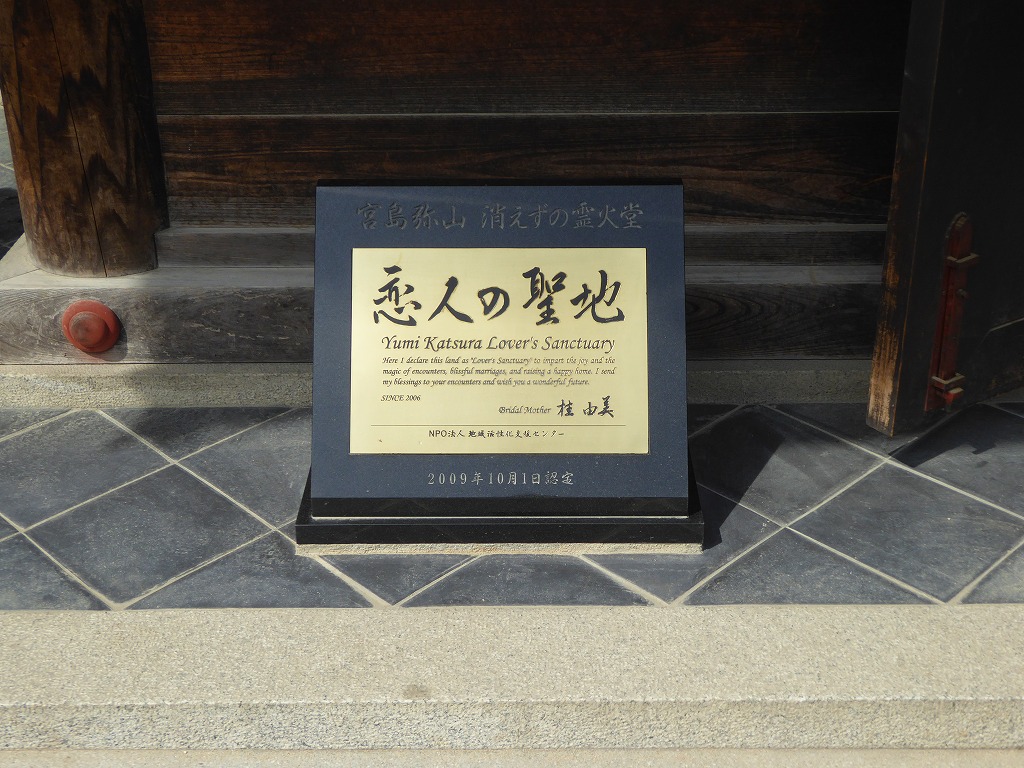 宮島弥山 消えずの霊火堂
恋人の聖地
Yumi Katsura Lover's Sanctuary
Here I declare this land as "Lover's Sanctuary" to impart the joy and the
magic of encounters, blissful marriages, and raising a happy home. I send
my blessings to your encounters and wish you a wonderful future.
SINCE 2006
Bridal Mother 桂 由美
NPO法人 地域活性化支援センター
2009年10月1日認定